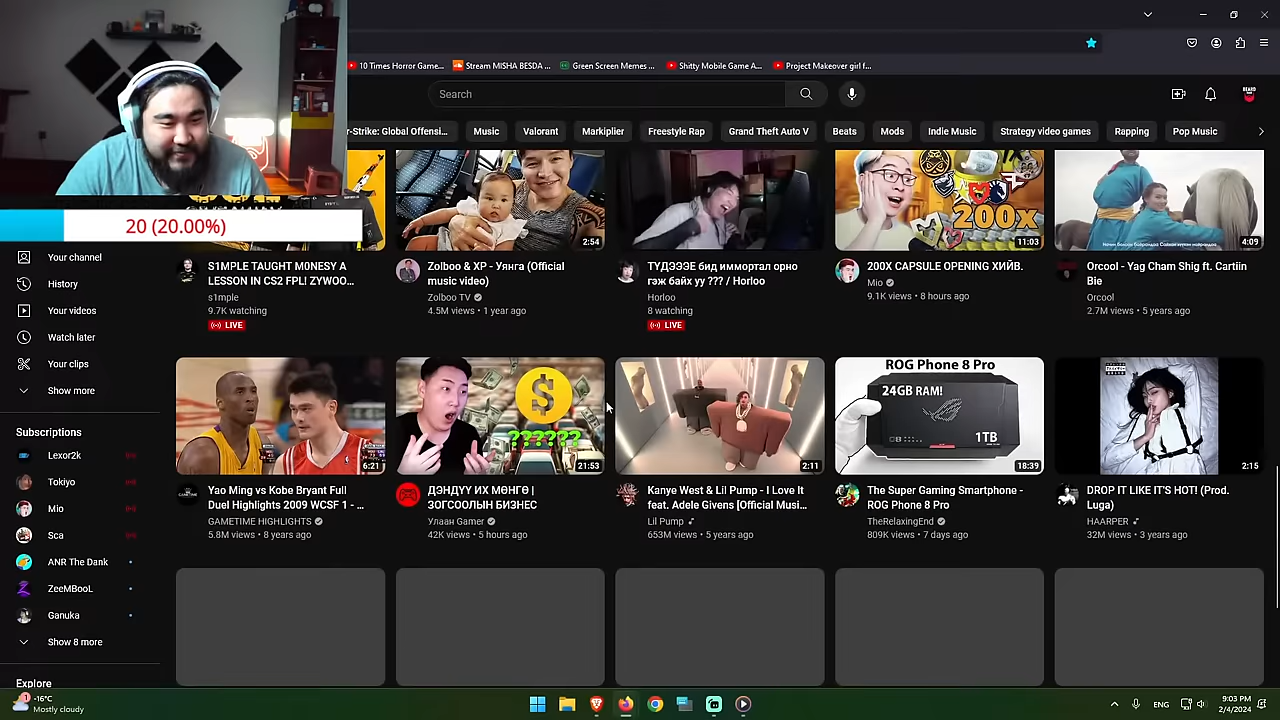 10 Times Horror Game...
Stream MISHA BESDA ...
Green Screen Memes ...
Shitty Mobile Game A...
Project Makeover girl f...
Search
r-Strike: Global Offensi...
Music
Valorant
Markiplier
Freestyle Rap
Grand Theft Auto V
Beats
Mods
Indie Music
Strategy video games
Rapping
Pop Music
20 (20.00%)
200X
2:54
11:03
4:09
Your channel
History
Your videos
Watch later
Your clips
Show more
S1MPLE TAUGHT M0NESY A
LESSON IN CS2 FPL! ZYWOO...
s1mple
9.7K watching
LIVE
Zolboo & XP - Уянга (Official
music video)
Zolboo TV
4.5M views • 1 year ago
ТҮДЭЭЭЕ бид иммортал орно
гэж байх уу ??? / Horloo
Horloo
8 watching
LIVE
200X CAPSULE OPENING ХИЙВ.
Mio
9.1K views • 8 hours ago
Orcool - Yag Cham Shig ft. Cartiin
Bie
Orcool
2.7M views • 5 years ago
Subscriptions
Lexor2k
Tokiyo
Mio
Sca
ANR The Dank
ZeeMBooL
Ganuka
Show 8 more
Explore
6:21
$
??????
21:53
2:11
ROG Phone 8 Pro
24GB RAM!
1TB
18:39
2:15
Yao Ming vs Kobe Bryant Full
Duel Highlights 2009 WCSF 1 - ...
GAMETIME HIGHLIGHTS
5.8M views • 8 years ago
ДЭНДҮҮ ИХ МӨНГӨ |
ЗОГСООЛЫН БИЗНЕС
Улаан Gamer
42K views • 5 hours ago
Kanye West & Lil Pump - I Love It
feat. Adele Givens [Official Musi...
Lil Pump
653M views • 5 years ago
The Super Gaming Smartphone -
ROG Phone 8 Pro
TheRelaxingEnd
809K views • 7 days ago
DROP IT LIKE IT'S HOT! (Prod.
Luga)
HAARPER
32M views • 3 years ago
-16°C
Mostly cloudy
ENG
9:03 PM
2/4/2024